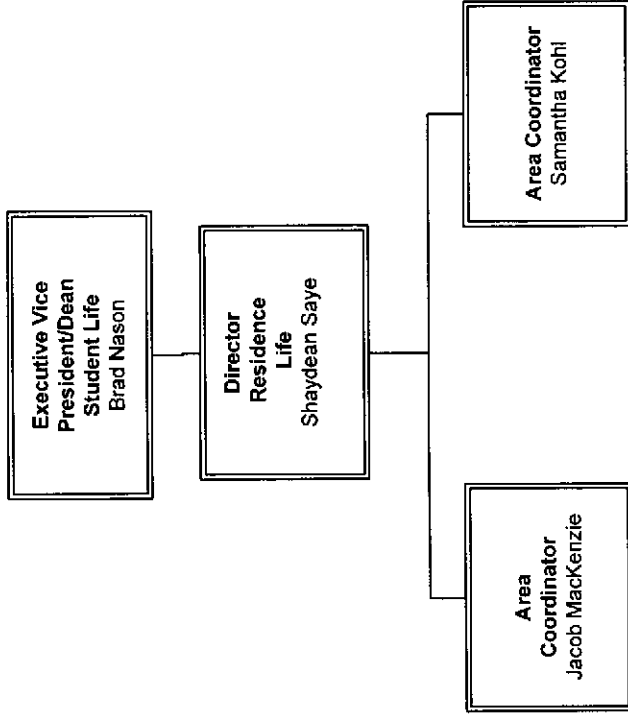 Executive Vice
President/Dean
Student Life
Brad Nason
Director
Residence
Life
Shaydean Saye
Area
Coordinator
Jacob MacKenzie
Area Coordinator
Samantha Kohl